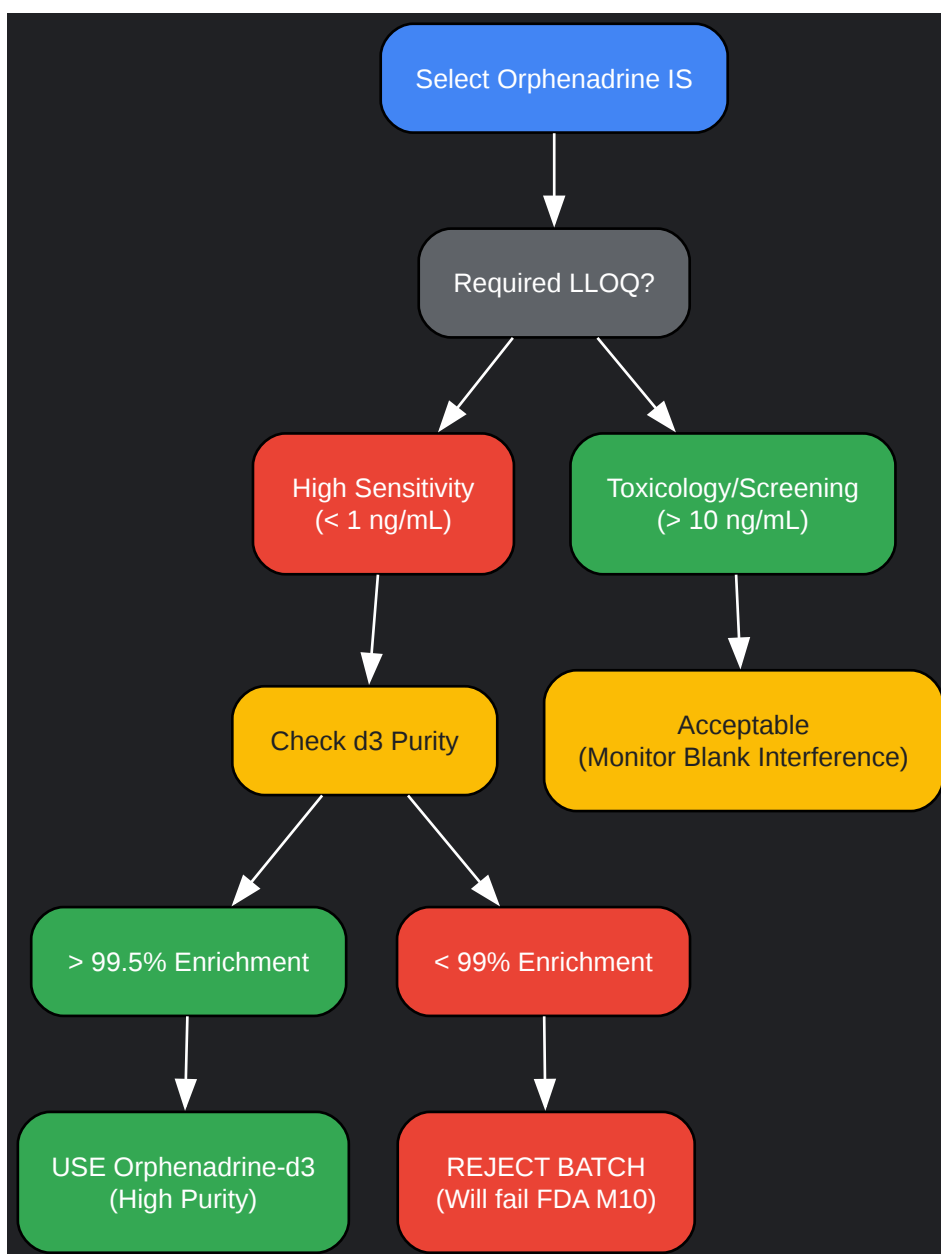 Select Orphenadrine IS
Required LLOQ?
High Sensitivity
(< 1 ng/mL)
Toxicology/Screening
(> 10 ng/mL)
Check d3 Purity
Acceptable
(Monitor Blank Interference)
> 99.5% Enrichment
< 99% Enrichment
USE Orphenadrine-d3
(High Purity)
REJECT BATCH
(Will fail FDA M10)